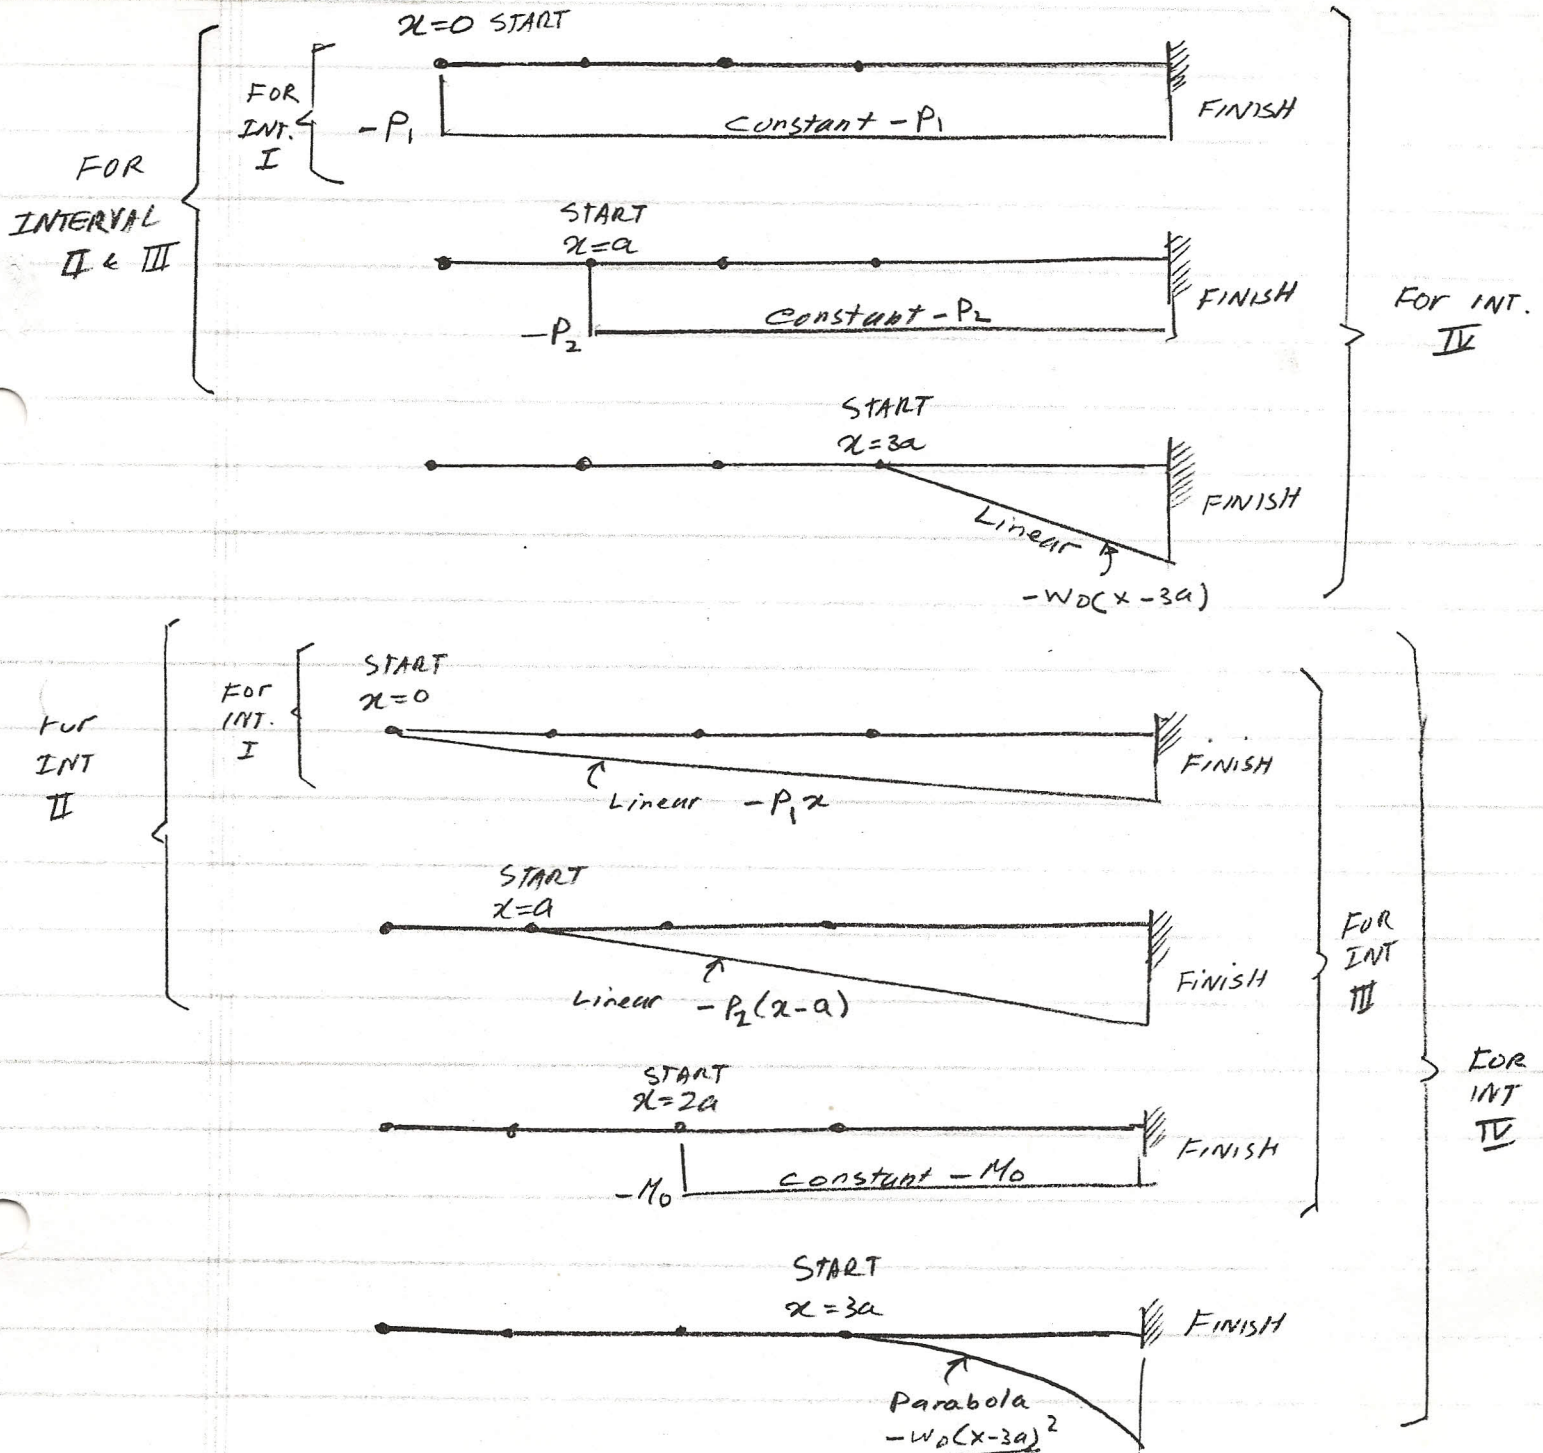 x=0 START
FOR
INT.
I
-P₁
constant -P₁
FINISH
FOR
INTERVAL
II & III
START
x=a
-P₂
constant -P₂
FINISH
FOR INT.
IV
START
x=3a
Linear
FINISH
-W₀(x-3a)
START
x=0
For
INT.
I
For
INT
II
Linear -P₁x
FINISH
START
x=a
Linear -P₂(x-a)
FINISH
FOR
INT
III
START
x=2a
-M₀
constant -M₀
FINISH
FOR
INT
IV
START
x=3a
FINISH
Parabola
-W₀(x-3a)²